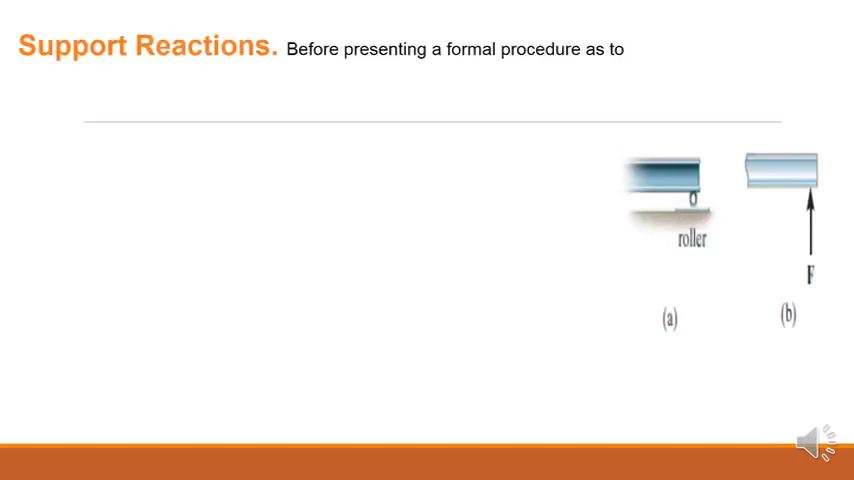 Support Reactions. Before presenting a formal procedure as to
roller
F
(a)
(b)